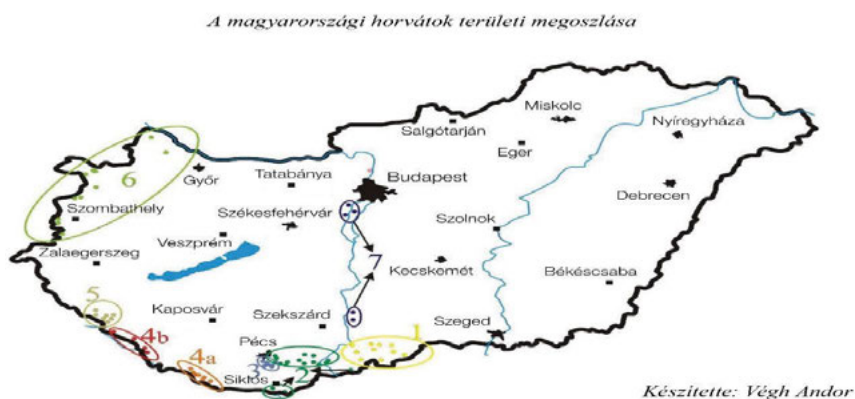 A magyarországi horvátok területi megoszlása
Miskolc
Salgótarján
Nyíregyháza
Eger
6
Győr
Tatabánya
Budapest
Debrecen
Szombathely
Székesfehérvár
Szolnok
Veszprém
Zalaegerszeg
7
Kecskemét
Békéscsaba
5
Kaposvár
Szekszárd
4b
Szeged
1
Pécs
4a
3
2
Siklós
Készítette: Végh Andor